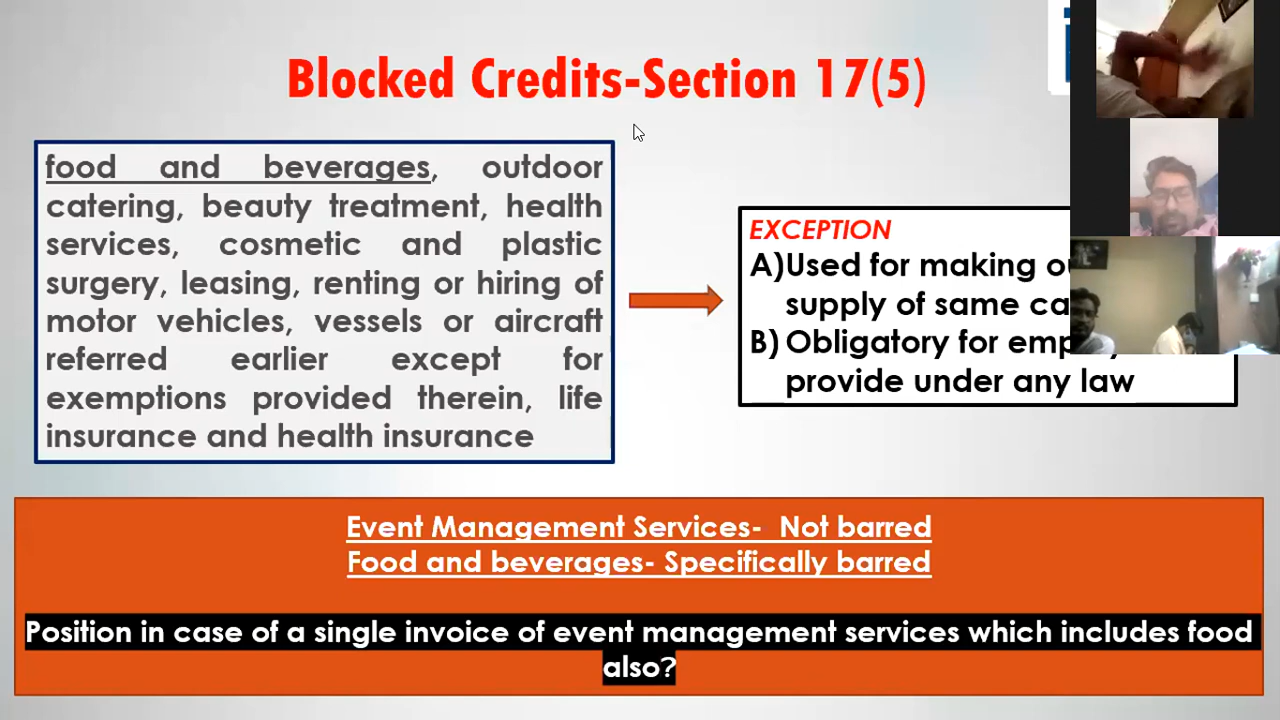 Blocked Credits-Section 17(5)
food and beverages, outdoor
catering, beauty treatment, health
services, cosmetic and plastic
surgery, leasing, renting or hiring of
motor vehicles, vessels or aircraft
referred earlier except for
exemptions provided therein, life
insurance and health insurance
EXCEPTION
A)Used for making
supply of same
B) Obligatory for
provide under any law
Event Management Services- Not barred
Food and beverages- Specifically barred
Position in case of a single invoice of event management services which includes food
also?